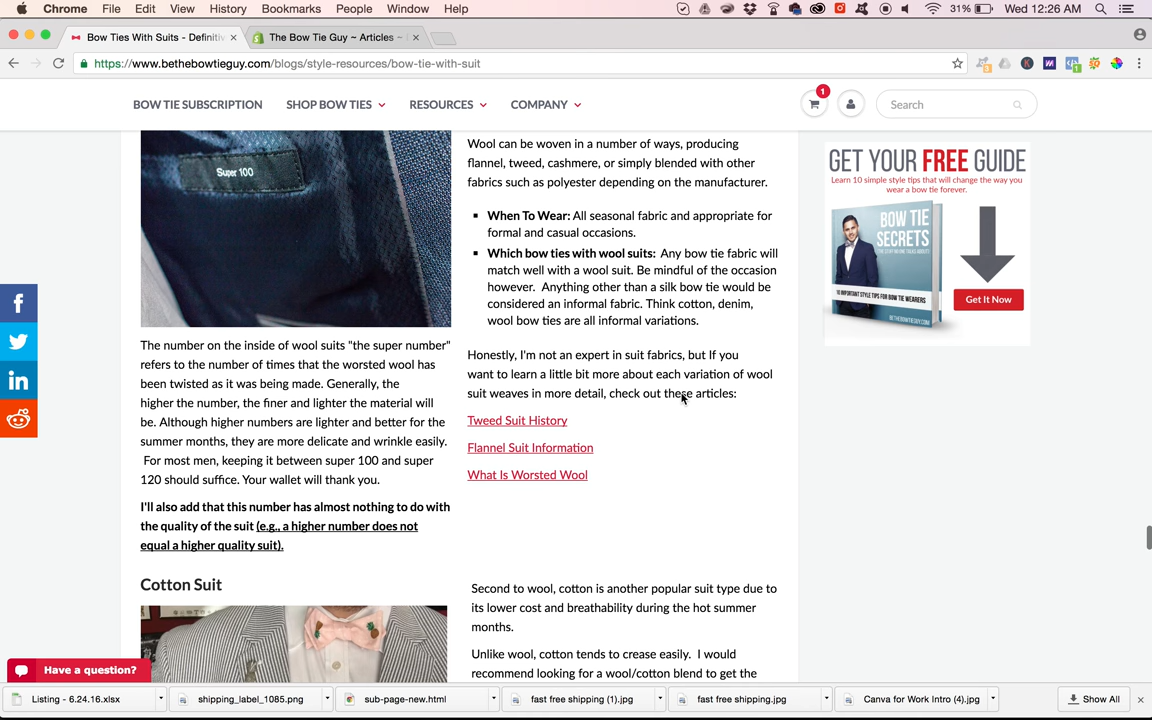 Chrome File Edit View History Bookmarks People Window Help 31% Wed 12:26 AM
Bow Ties With Suits - Definitiv The Bow Tie Guy ~ Articles ~
https://www.bethebowtieguy.com/blogs/style-resources/bow-tie-with-suit
BOW TIE SUBSCRIPTION SHOP BOW TIES RESOURCES COMPANY 1 Search
Super 100
The number on the inside of wool suits "the super number"
refers to the number of times that the worsted wool has
been twisted as it was being made. Generally, the
higher the number, the finer and lighter the material will
be. Although higher numbers are lighter and better for the
summer months, they are more delicate and wrinkle easily.
For most men, keeping it between super 100 and super
120 should suffice. Your wallet will thank you.
I'll also add that this number has almost nothing to do with
the quality of the suit (e.g., a higher number does not
equal a higher quality suit).
Wool can be woven in a number of ways, producing
flannel, tweed, cashmere, or simply blended with other
fabrics such as polyester depending on the manufacturer.
When To Wear: All seasonal fabric and appropriate for
formal and casual occasions.
Which bow ties with wool suits: Any bow tie fabric will
match well with a wool suit. Be mindful of the occasion
however. Anything other than a silk bow tie would be
considered an informal fabric. Think cotton, denim,
wool bow ties are all informal variations.
Honestly, I'm not an expert in suit fabrics, but If you
want to learn a little bit more about each variation of wool
suit weaves in more detail, check out these articles:
Tweed Suit History
Flannel Suit Information
What Is Worsted Wool
GET YOUR FREE GUIDE
Learn 10 simple style tips that will change the way you
wear a bow tie forever.
BOW TIE
SECRETS
10 IMPORTANT STYLE TIPS FOR BOW TIE WEARERS
BETHEBOWTIEGUY.COM
Get It Now
Cotton Suit
Second to wool, cotton is another popular suit type due to
its lower cost and breathability during the hot summer
months.
Unlike wool, cotton tends to crease easily. I would
recommend looking for a wool/cotton blend to get the
Have a question?
Listing - 6.24.16.xlsx shipping_label_1085.png sub-page-new.html fast free shipping (1).jpg fast free shipping.jpg Canva for Work Intro (4).jpg Show All